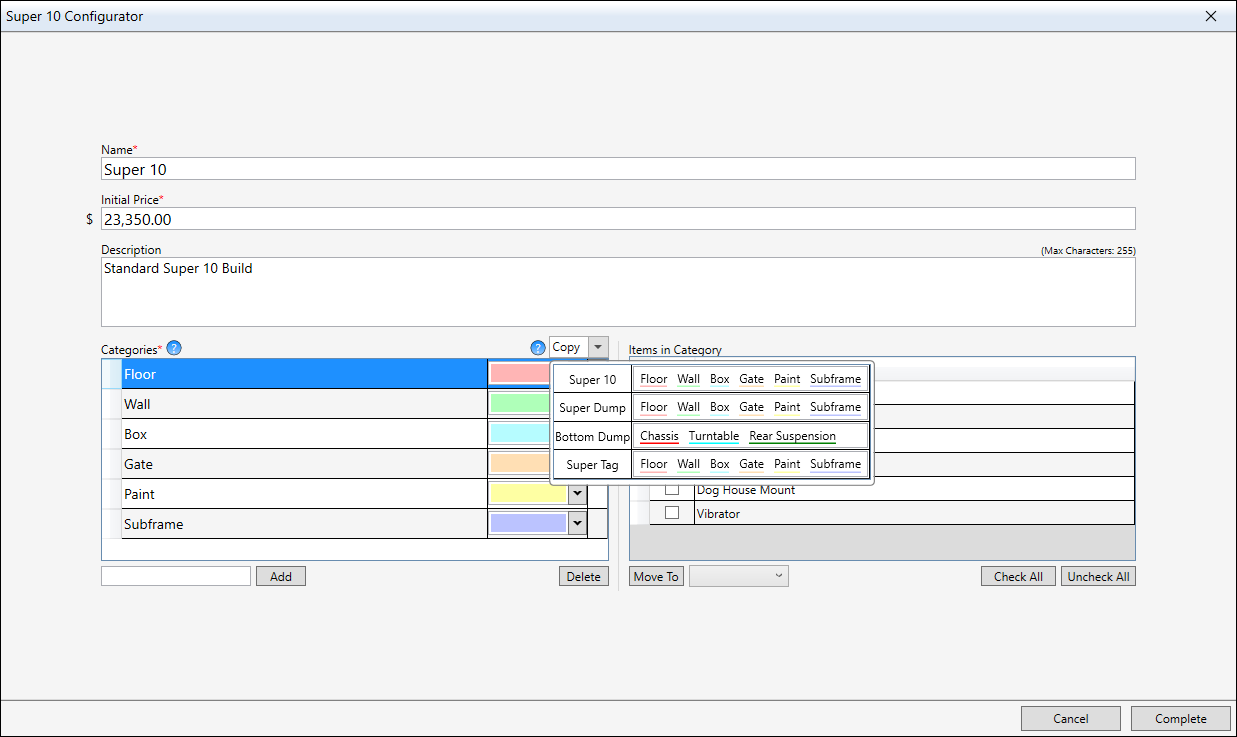 Super 10 Configurator
Name*
Super 10
Initial Price*
$ 23,350.00
Description (Max Characters: 255)
Standard Super 10 Build
Categories* ? ? Copy Items in Category
Floor
Wall
Box
Gate
Paint
Subframe
Super 10 Floor Wall Box Gate Paint Subframe
Super Dump Floor Wall Box Gate Paint Subframe
Bottom Dump Chassis Turntable Rear Suspension
Super Tag Floor Wall Box Gate Paint Subframe
Dog House Mount
Vibrator
Add Delete Move To Check All Uncheck All
Cancel Complete